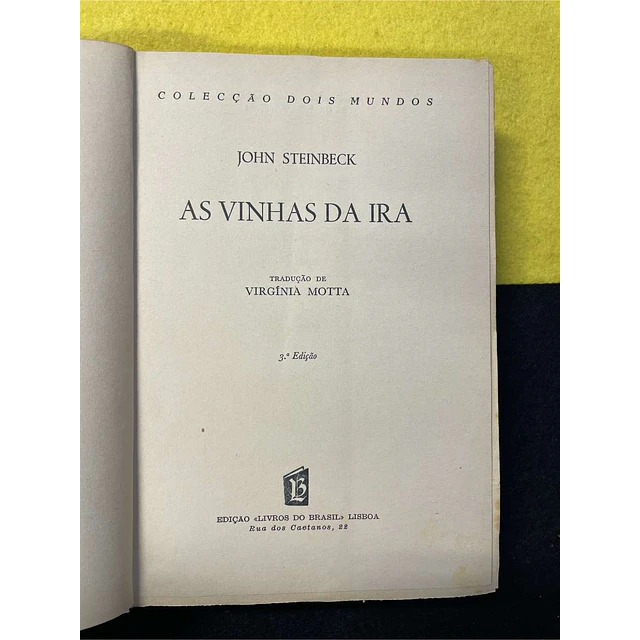 COLECÇÃO DOIS MUNDOS
JOHN STEINBECK
AS VINHAS DA IRA
TRADUÇÃO DE
VIRGÍNIA MOTTA
3.ª Edição
LB
EDIÇÃO «LIVROS DO BRASIL» LISBOA
Rua dos Caetanos, 22